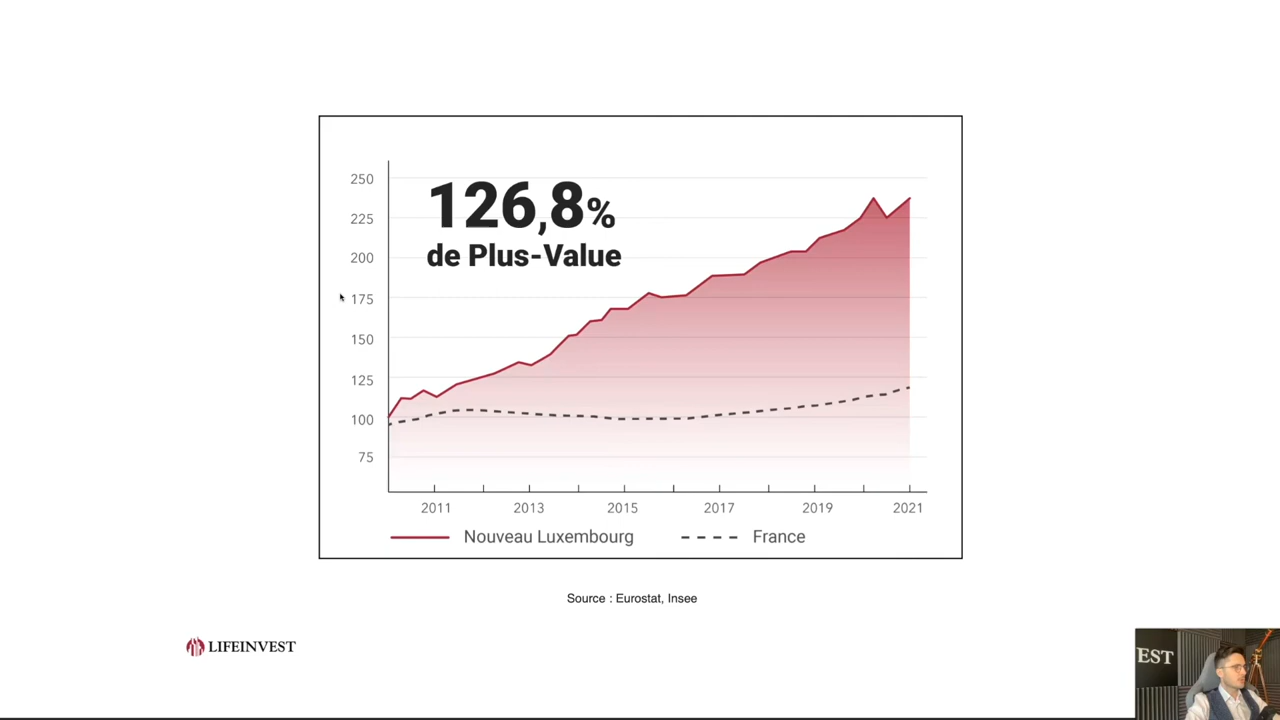 250
225
200
175
150
125
100
75
126,8%
de Plus-Value
2011
2013
2015
2017
2019
2021
Nouveau Luxembourg
France
Source : Eurostat, Insee
LIFEINVEST
EST